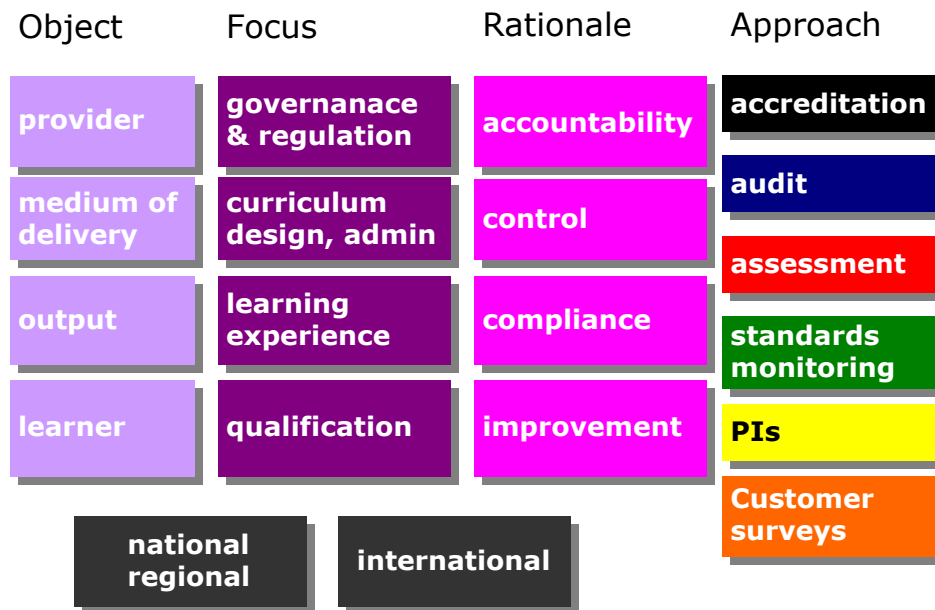 Object
Focus
Rationale
Approach
provider
governanace
& regulation
accountability
accreditation
medium of
delivery
curriculum
design, admin
control
audit
output
learning
experience
compliance
assessment
learner
qualification
improvement
standards
monitoring
PIs
Customer
surveys
national
regional
international